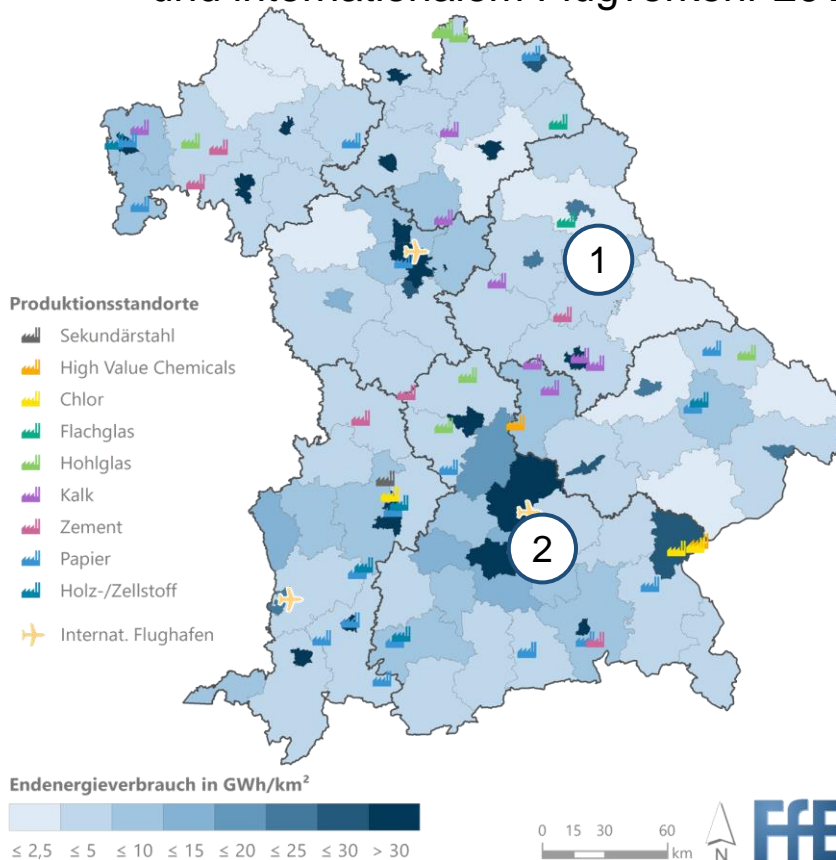 1
2
Produktionsstandorte
Sekundärstahl
High Value Chemicals
Chlor
Flachglas
Hohlglas
Kalk
Zement
Papier
Holz-/Zellstoff
Internat. Flughafen
Endenergieverbrauch in GWh/km²
≤ 2,5 ≤ 5 ≤ 10 ≤ 15 ≤ 20 ≤ 25 ≤ 30 > 30
0 15 30 60
km
N
FfE